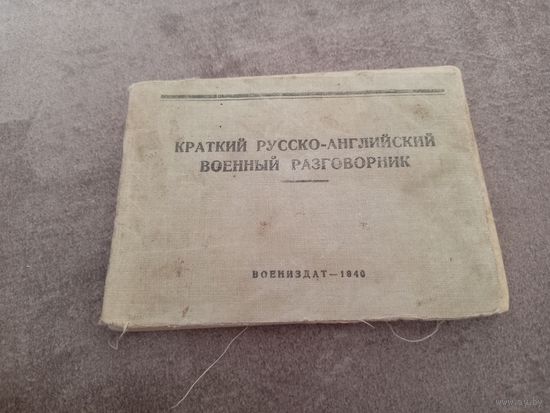 КРАТКИЙ РУССКО-АНГЛИЙСКИЙ
ВОЕННЫЙ РАЗГОВОРНИК
ВОЕНИЗДАТ—1940